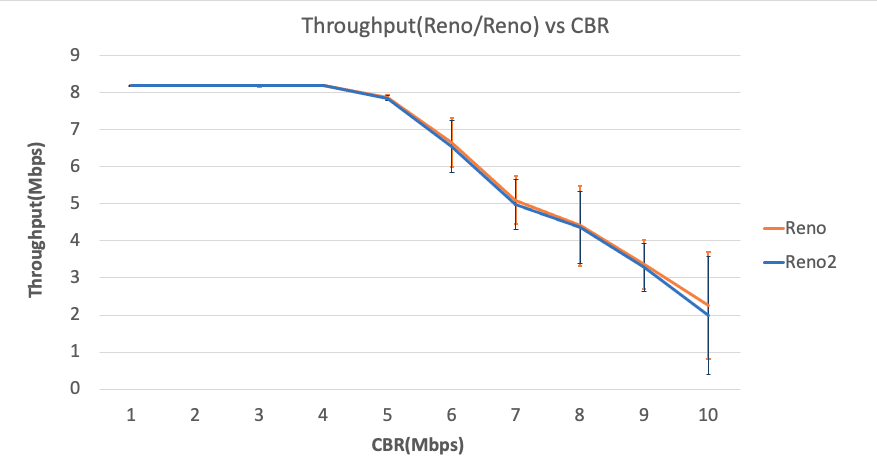 Throughput(Reno/Reno) vs CBR
9
8
7
6
5
4
3
2
1
0
Throughput(Mbps)
1 2 3 4 5 6 7 8 9 10
CBR(Mbps)
Reno
Reno2